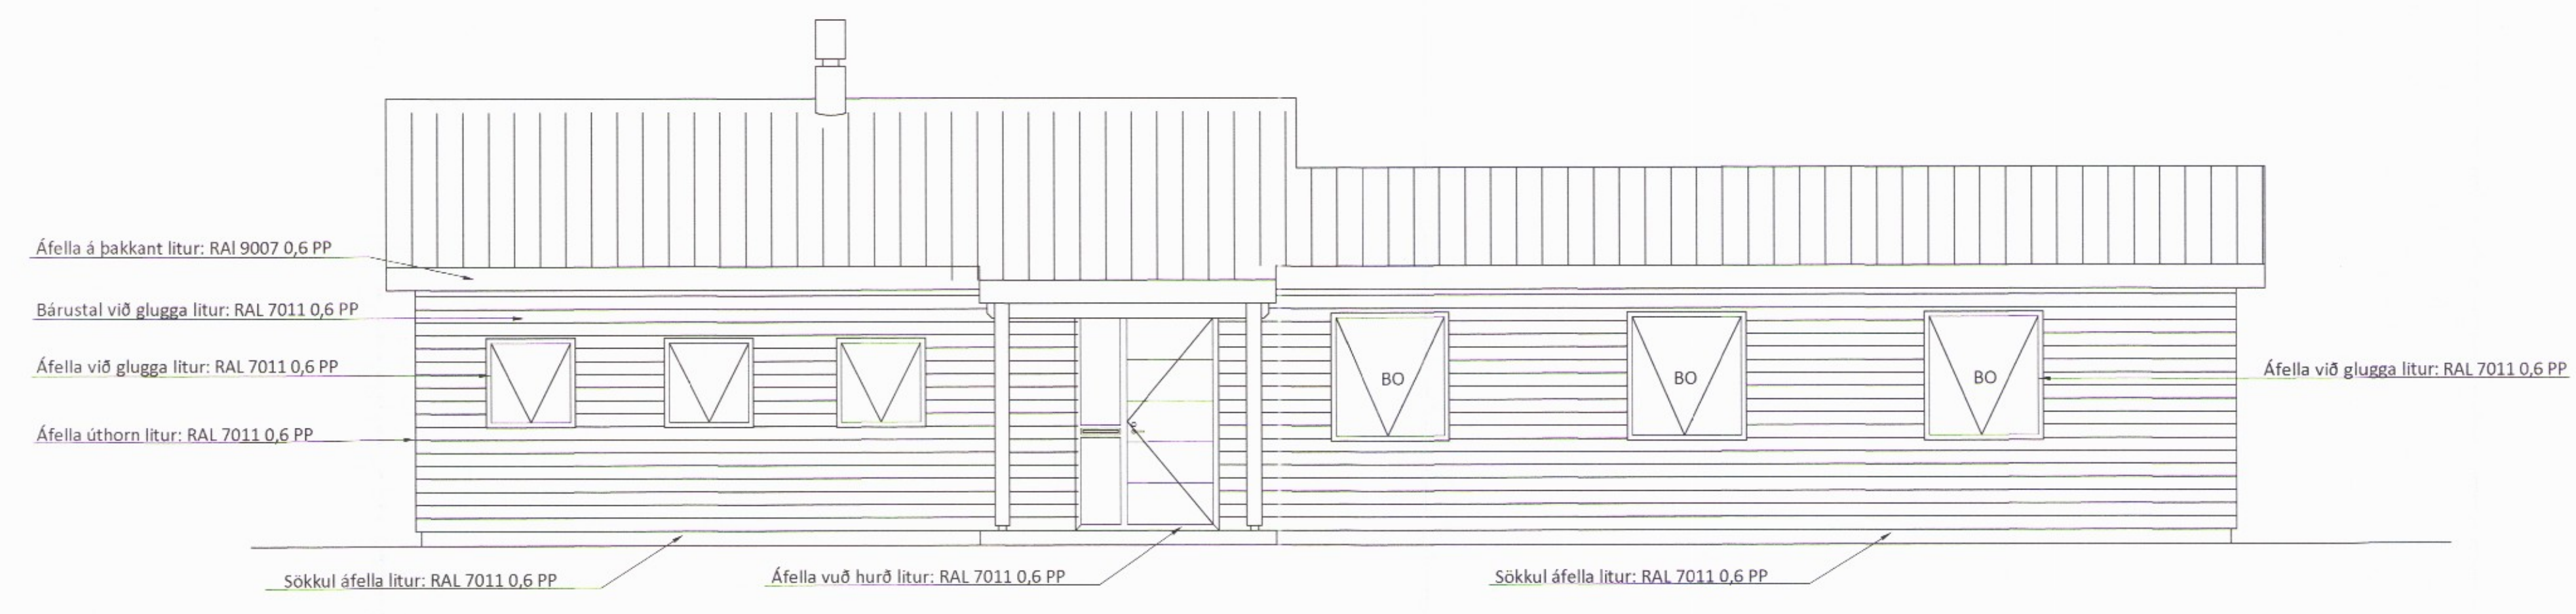 Áfella á þakkant litur: RAl 9007 0,6 PP
Bárustal við glugga litur: RAL 7011 0,6 PP
Áfella við glugga litur: RAL 7011 0,6 PP
BO
BO
BO
Áfella við glugga litur: RAL 7011 0,6 PP
Áfella úthorn litur: RAL 7011 0,6 PP
Sökkul áfella litur: RAL 7011 0,6 PP
Áfella vuð hurð litur: RAL 7011 0,6 PP
Sökkul áfella litur: RAL 7011 0,6 PP